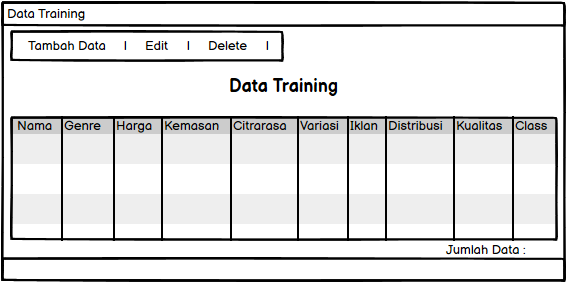 Data Training
Tambah Data | Edit | Delete |
Data Training
Nama Genre Harga Kemasan Citrarasa Variasi Iklan Distribusi Kualitas Class
Jumlah Data :